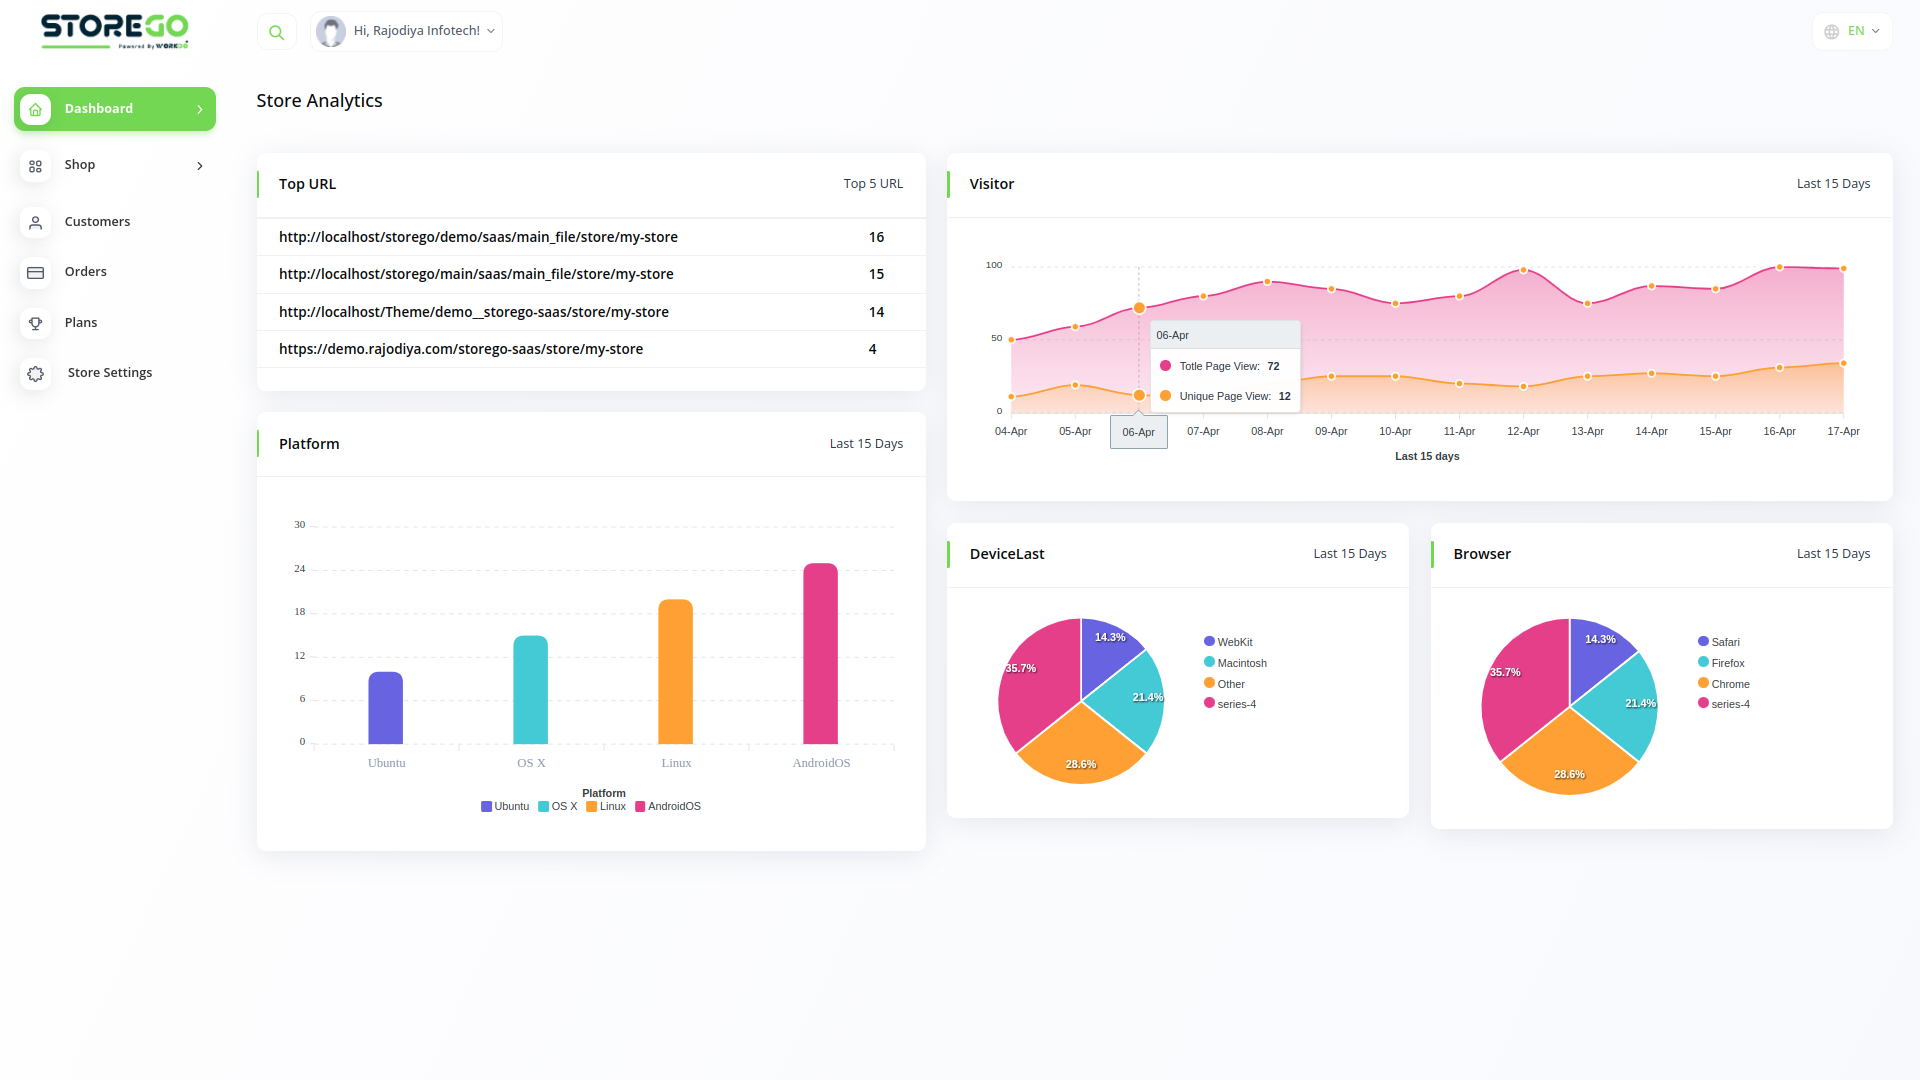 STOREGO
Powered By WORKDO
Hi, Rajodiya Infotech!
EN
Dashboard
Shop
Customers
Orders
Plans
Store Settings
Store Analytics
Top URL
Top 5 URL
http://localhost/storego/demo/saas/main_file/store/my-store 16
http://localhost/storego/main/saas/main_file/store/my-store 15
http://localhost/Theme/demo__storego-saas/store/my-store 14
https://demo.rajodiya.com/storego-saas/store/my-store 4
Visitor
Last 15 Days
100
50
0
06-Apr
Totle Page View: 72
Unique Page View: 12
04-Apr 05-Apr 06-Apr 07-Apr 08-Apr 09-Apr 10-Apr 11-Apr 12-Apr 13-Apr 14-Apr 15-Apr 16-Apr 17-Apr
Last 15 days
Platform
Last 15 Days
30
24
18
12
6
0
Ubuntu OS X Linux AndroidOS
Platform
Ubuntu OS X Linux AndroidOS
DeviceLast
Last 15 Days
14.3%
35.7%
21.4%
28.6%
WebKit
Macintosh
Other
series-4
Browser
Last 15 Days
14.3%
35.7%
21.4%
28.6%
Safari
Firefox
Chrome
series-4